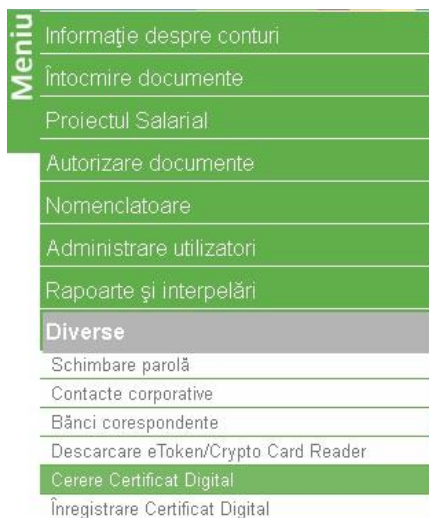 Meniu
Informaţie despre conturi
Întocmire documente
Proiectul Salarial
Autorizare documente
Nomenclatoare
Administrare utilizatori
Rapoarte şi interpelări
Diverse
Schimbare parolă
Contacte corporative
Bănci corespondente
Descarcare eToken/Crypto Card Reader
Cerere Certificat Digital
Înregistrare Certificat Digital